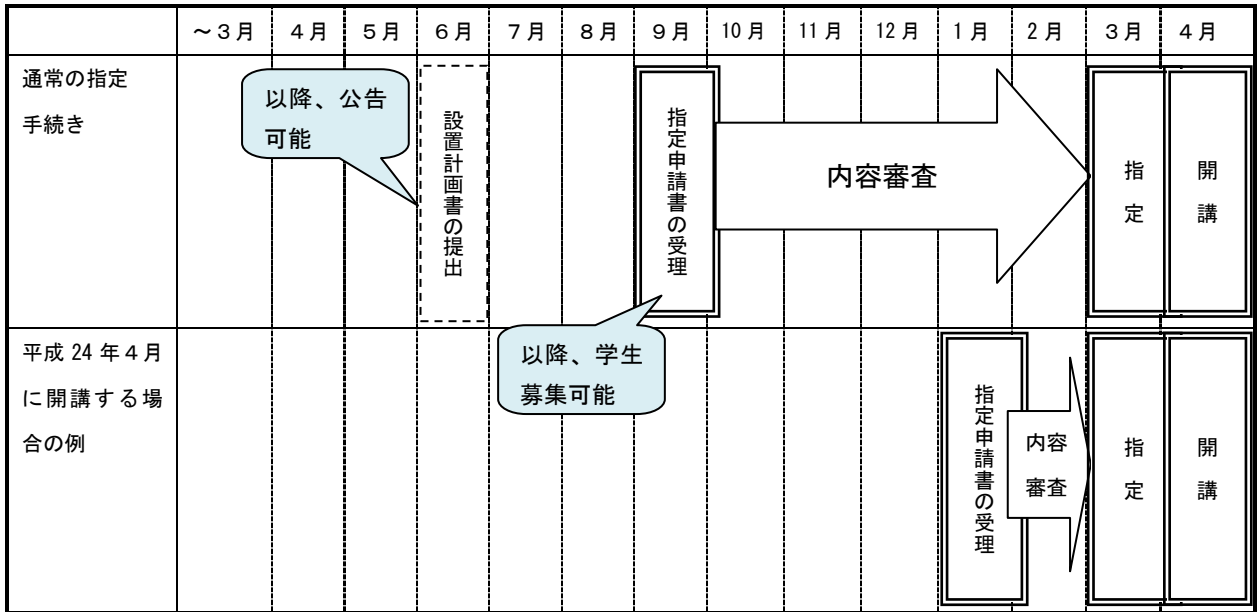 ～３月 ４月 ５月 ６月 ７月 ８月 ９月 10月 11月 12月 １月 ２月 ３月 ４月
通常の指定
手続き
以降、公告
可能
設置計画書の提出
指定申請書の受理
内容審査
指定
開講
以降、学生
募集可能
平成24年４月
に開講する場
合の例
指定申請書の受理
内容
審査
指定
開講